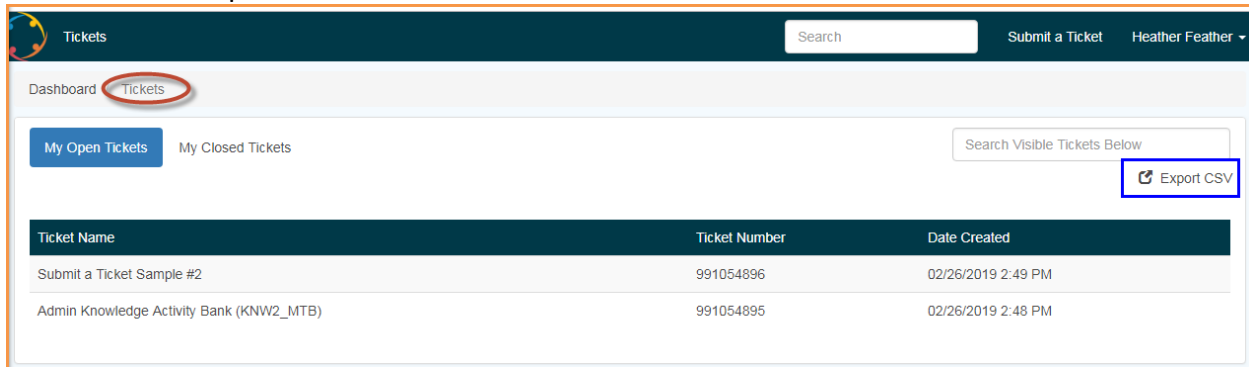 Tickets Search Submit a Ticket Heather Feather
Dashboard Tickets
My Open Tickets My Closed Tickets Search Visible Tickets Below
Export CSV
Ticket Name Ticket Number Date Created
Submit a Ticket Sample #2 991054896 02/26/2019 2:49 PM
Admin Knowledge Activity Bank (KNW2_MTB) 991054895 02/26/2019 2:48 PM